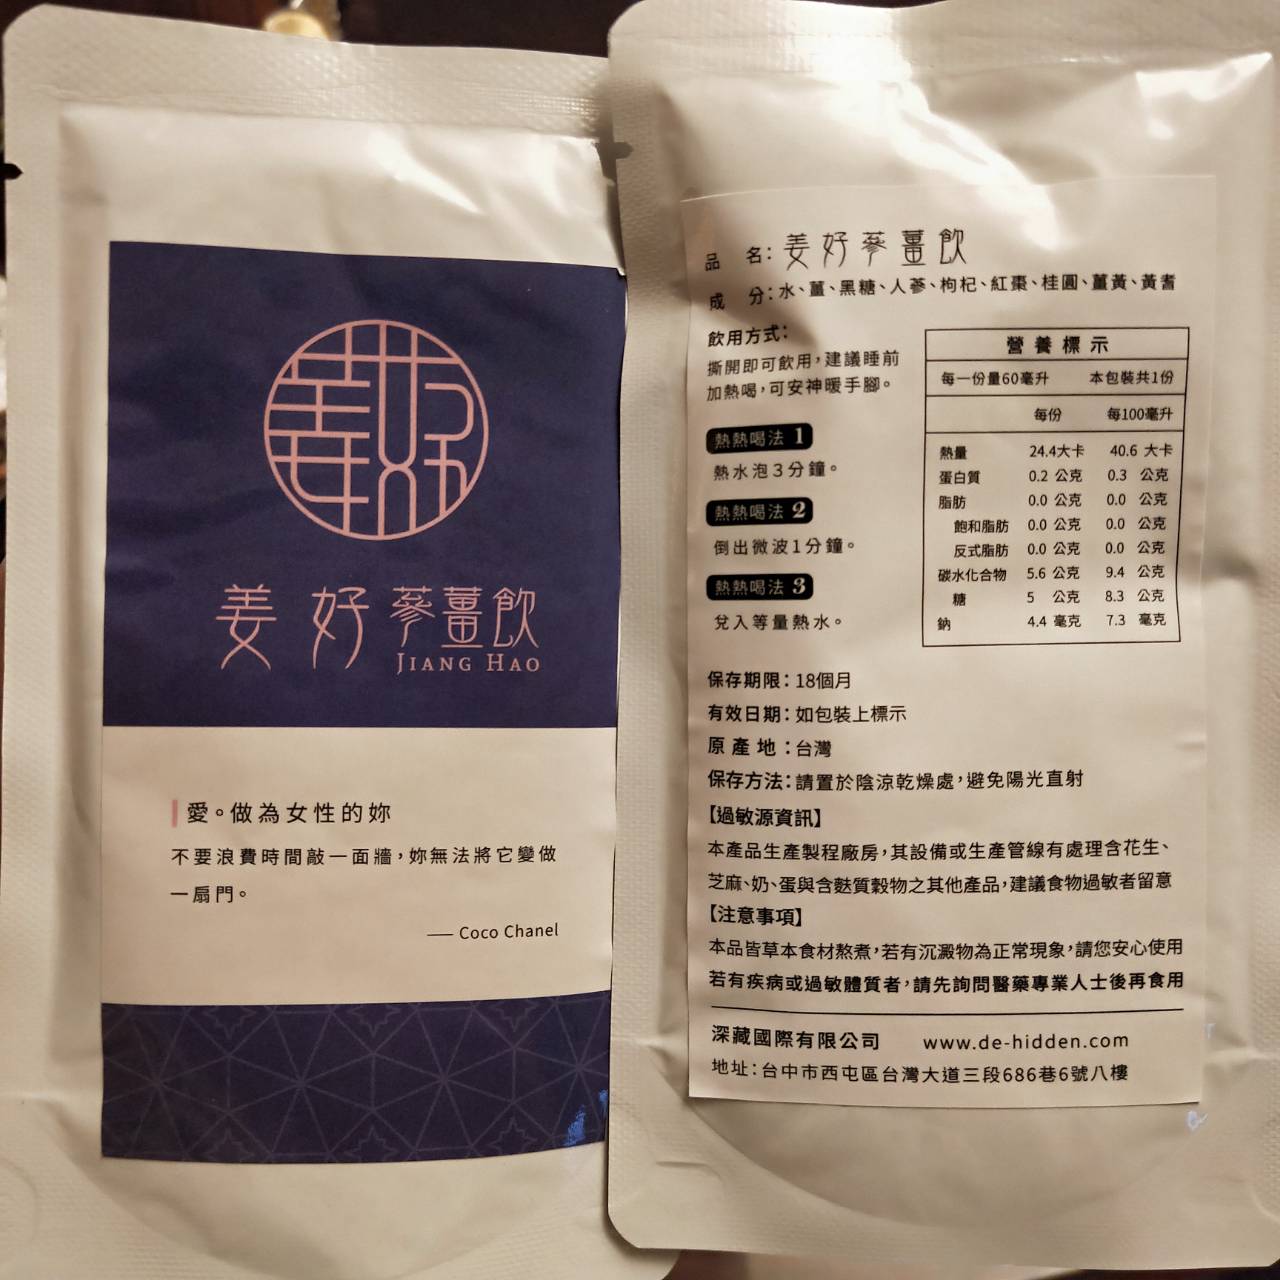 姜好
姜好蔘薑飲
JIANG HAO
愛。做為女性的妳
不要浪費時間敲一面牆,妳無法將它變做
一扇門。
—— Coco Chanel
品 名:姜好蔘薑飲
成 分:水、薑、黑糖、人蔘、枸杞、紅棗、桂圓、薑黃、黃耆
飲用方式:
撕開即可飲用,建議睡前
加熱喝,可安神暖手腳。
熱熱喝法 1
熱水泡3分鐘。
熱熱喝法 2
倒出微波1分鐘。
熱熱喝法 3
兌入等量熱水。
營養標示
每一份量60毫升 本包裝共1份
每份 每100毫升
熱量 24.4大卡 40.6 大卡
蛋白質 0.2 公克 0.3 公克
脂肪 0.0 公克 0.0 公克
飽和脂肪 0.0 公克 0.0 公克
反式脂肪 0.0 公克 0.0 公克
碳水化合物 5.6 公克 9.4 公克
糖 5 公克 8.3 公克
鈉 4.4 毫克 7.3 毫克
保存期限:18個月
有效日期:如包裝上標示
原產地:台灣
保存方法:請置於陰涼乾燥處,避免陽光直射
【過敏源資訊】
本產品生產製程廠房,其設備或生產管線有處理含花生、
芝麻、奶、蛋與含麩質穀物之其他產品,建議食物過敏者留意
【注意事項】
本品皆草本食材熬煮,若有沉澱物為正常現象,請您安心使用
若有疾病或過敏體質者,請先詢問醫藥專業人士後再食用
深藏國際有限公司 www.de-hidden.com
地址:台中市西屯區台灣大道三段686巷6號八樓